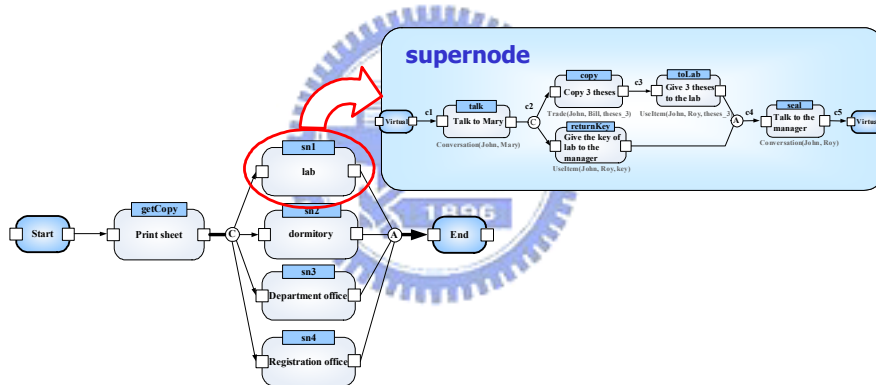 supernode
copy
Copy 3 theses
Trade(John, Bill, theses_3)
c3
toLab
Give 3 theses
to the lab
UseItem(John, Roy, theses_3)
Virtual
c1
talk
Talk to Mary
Conversation(John, Mary)
c2
C
returnKey
Give the key of
lab to the
manager
UseItem(John, Roy, key)
A
c4
seal
Talk to the
manager
Conversation(John, Roy)
c5
Virtual
sn1
lab
Start
getCopy
Print sheet
C
sn2
dormitory
1896
A
End
sn3
Department office
sn4
Registration office